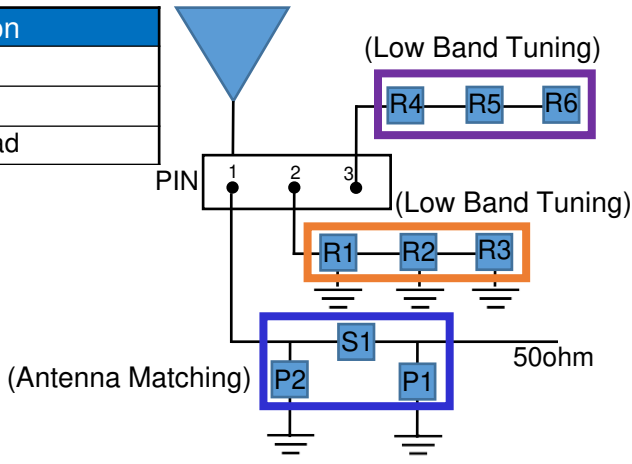 on
ad
(Low Band Tuning)
R4 R5 R6
PIN 1 2 3
(Low Band Tuning)
R1 R2 R3
S1
50ohm
(Antenna Matching) P2 P1